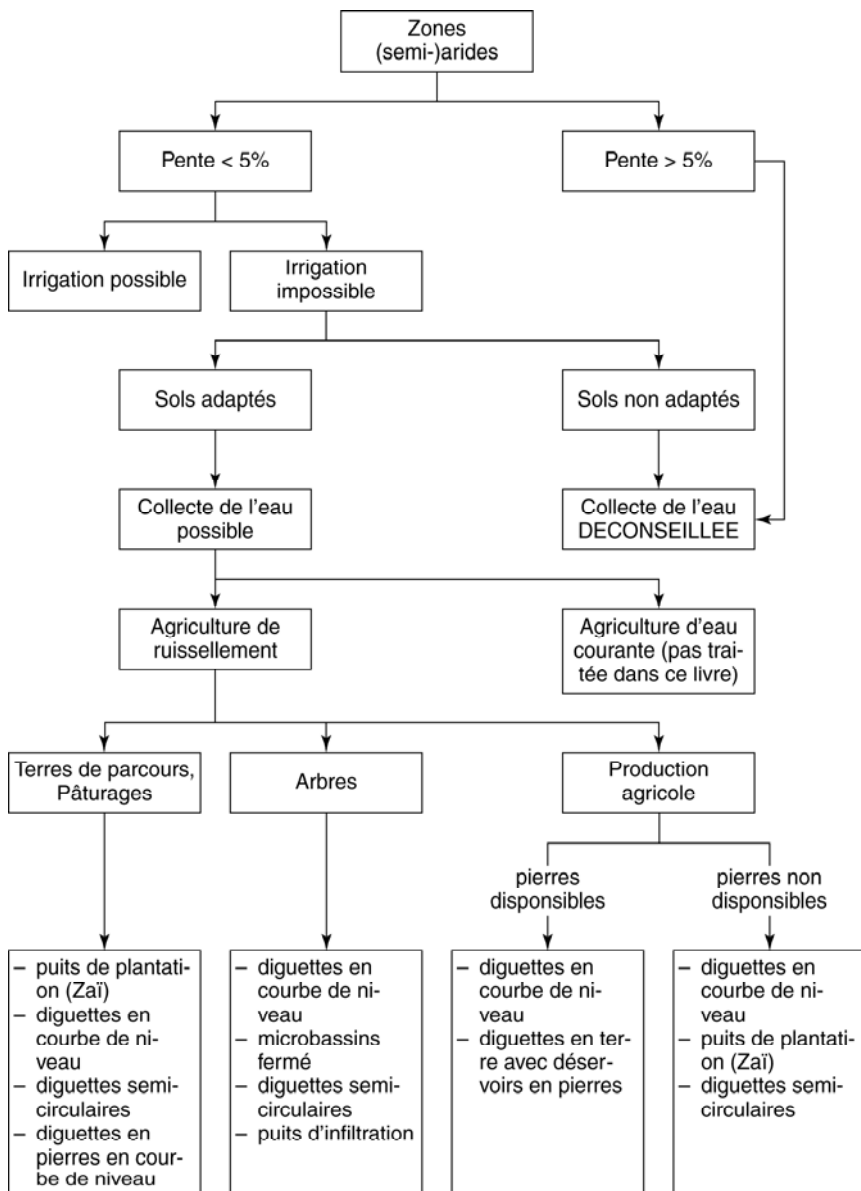 Zones
(semi-)arides
Pente < 5%
Pente > 5%
Irrigation possible
Irrigation
impossible
Sols adaptés
Sols non adaptés
Collecte de l'eau
possible
Collecte de l'eau
DECONSEILLEE
Agriculture de
ruissellement
Agriculture d'eau
courante (pas trai-
tée dans ce livre)
Terres de parcours,
Pâturages
Arbres
Production
agricole
pierres
disponibles
pierres non
disponibles
– puits de plantati-
on (Zaï)
– diguettes en
courbe de ni-
veau
– diguettes semi-
circulaires
– diguettes en
pierres en cour-
be de niveau
– diguettes en
courbe de ni-
veau
– microbassins
fermé
– diguettes semi-
circulaires
– puits d'infiltration
– diguettes en
courbe de ni-
veau
– diguettes en ter-
re avec déser-
voirs en pierres
– diguettes en
courbe de ni-
veau
– puits de plantati-
on (Zaï)
– diguettes semi-
circulaires